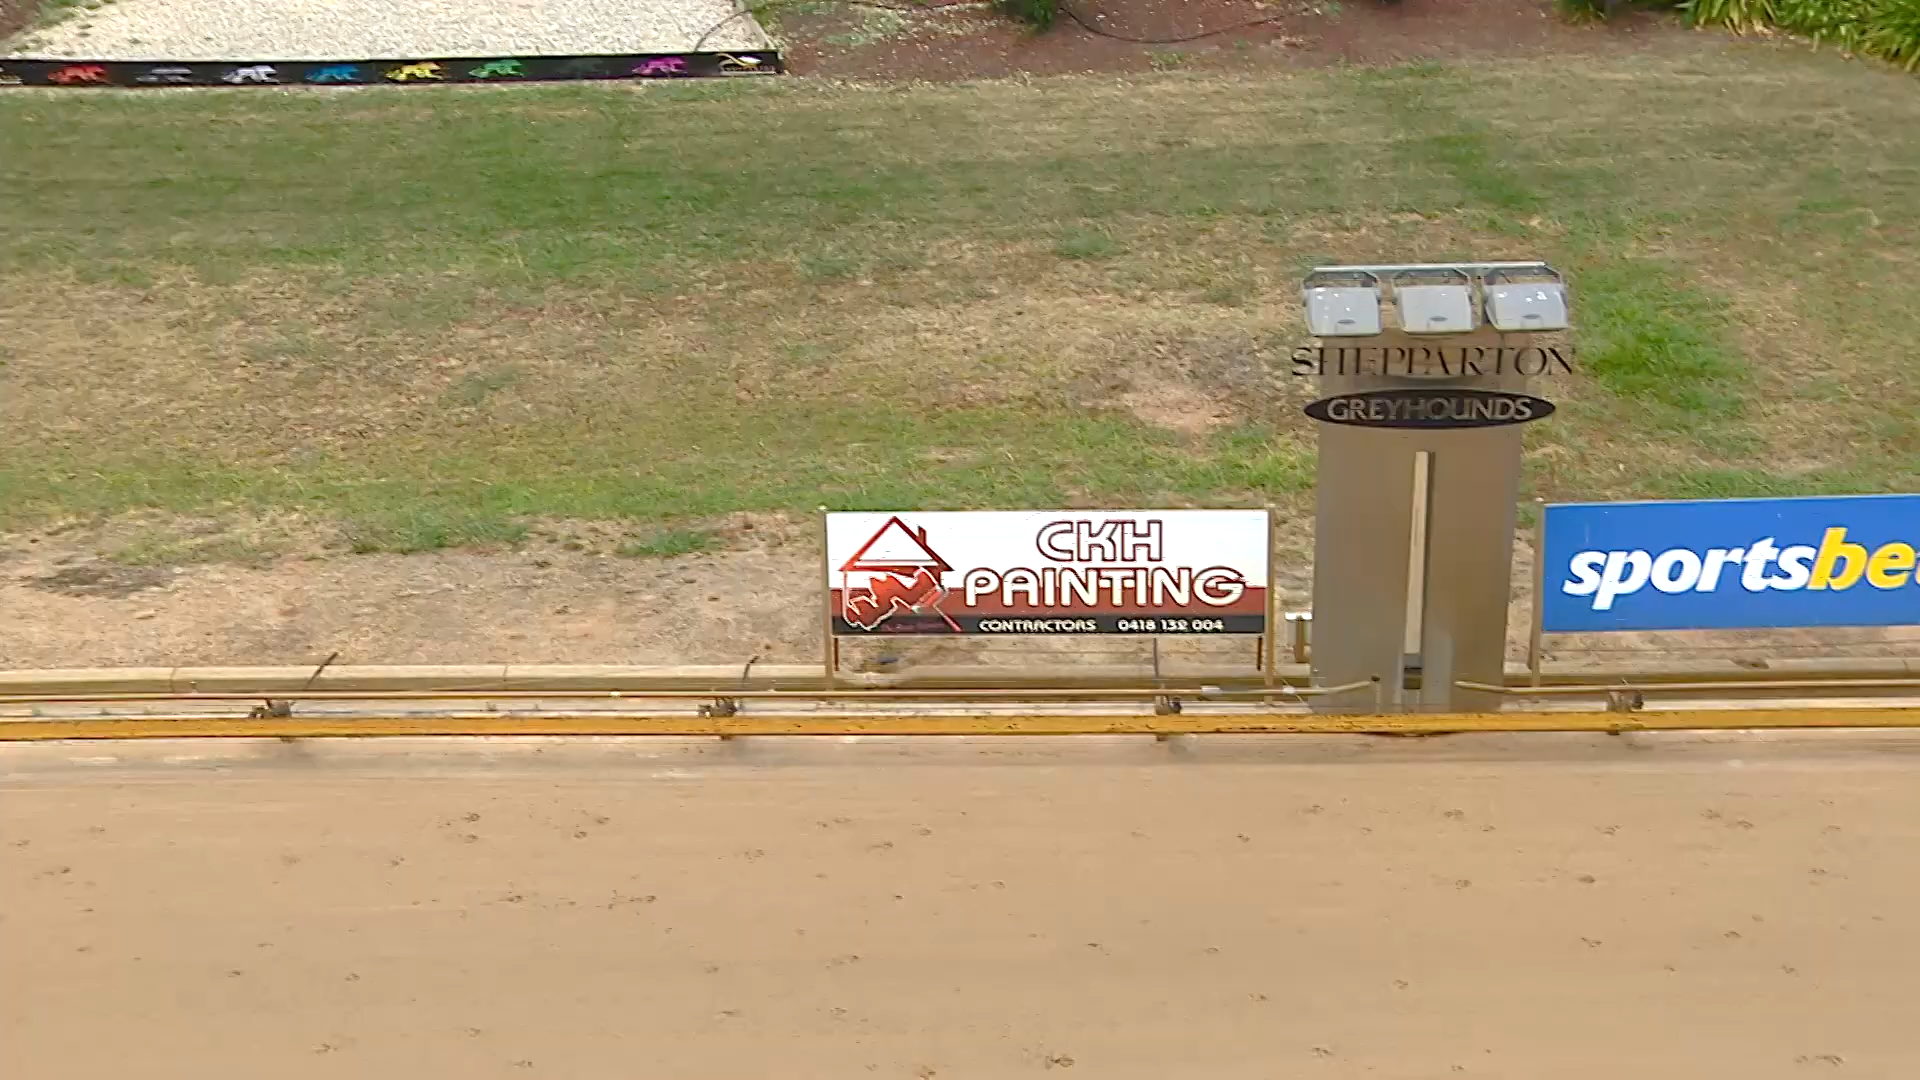 SHEPPARTON
GREYHOUNDS
CKH
PAINTING
CONTRACTORS 0418 132 004
sportsbe